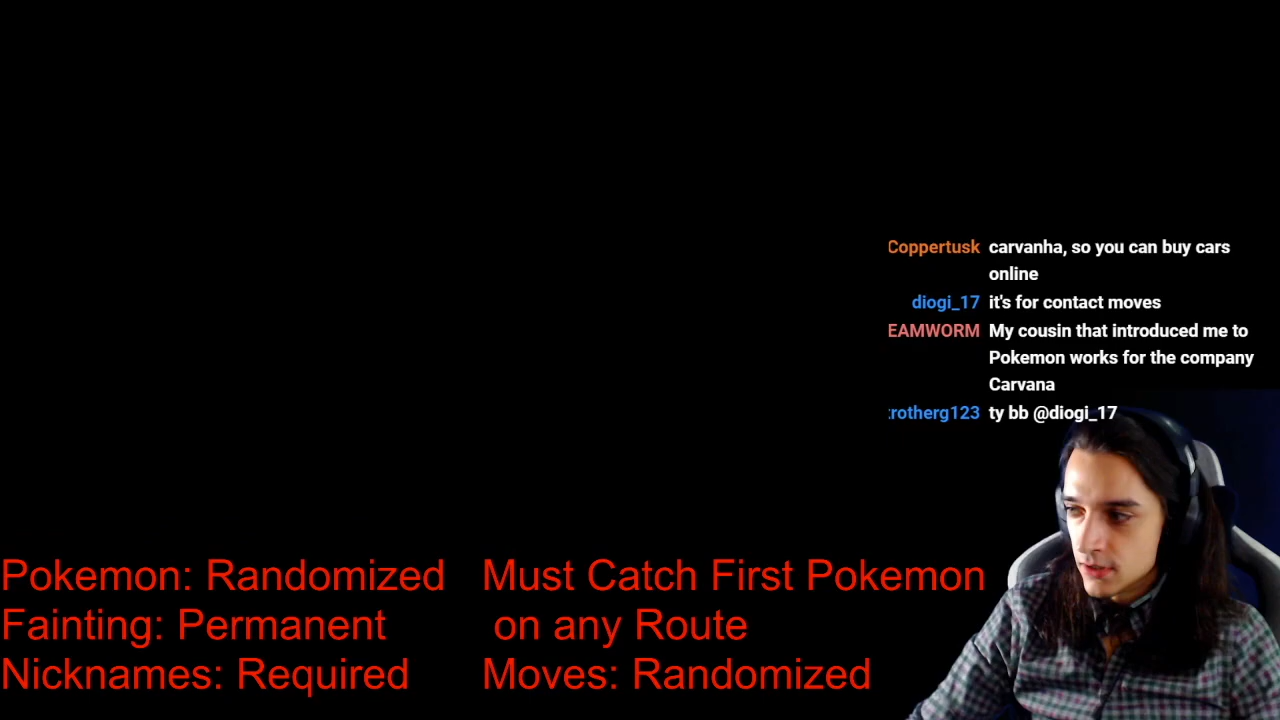 Coppertusk carvanha, so you can buy cars
online
diogi_17 it's for contact moves
EAMWORM My cousin that introduced me to
Pokemon works for the company
Carvana
rotherg123 ty bb @diogi_17
Pokemon: Randomized Must Catch First Pokemon
Fainting: Permanent on any Route
Nicknames: Required Moves: Randomized